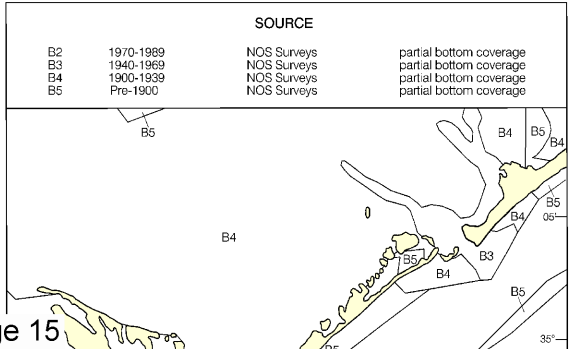 SOURCE
B2 1970-1989 NOS Surveys partial bottom coverage
B3 1940-1969 NOS Surveys partial bottom coverage
B4 1900-1939 NOS Surveys partial bottom coverage
B5 Pre-1900 NOS Surveys partial bottom coverage
B5
B4
B5
B4
B5
B4
05'
B4
B3
B5
B4
B5
ge 15
35°
B5